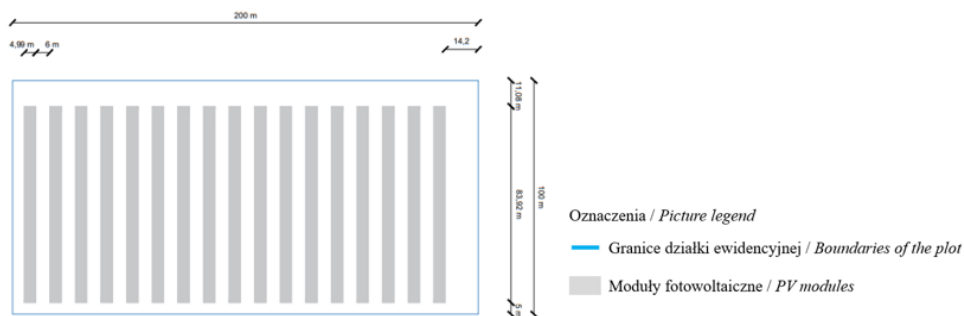 200 m
4,99 m 6 m
14,2
11,08 m
83,92 m
100 m
5 m
Oznaczenia / Picture legend
Granice działki ewidencyjnej / Boundaries of the plot
Moduły fotowoltaiczne / PV modules